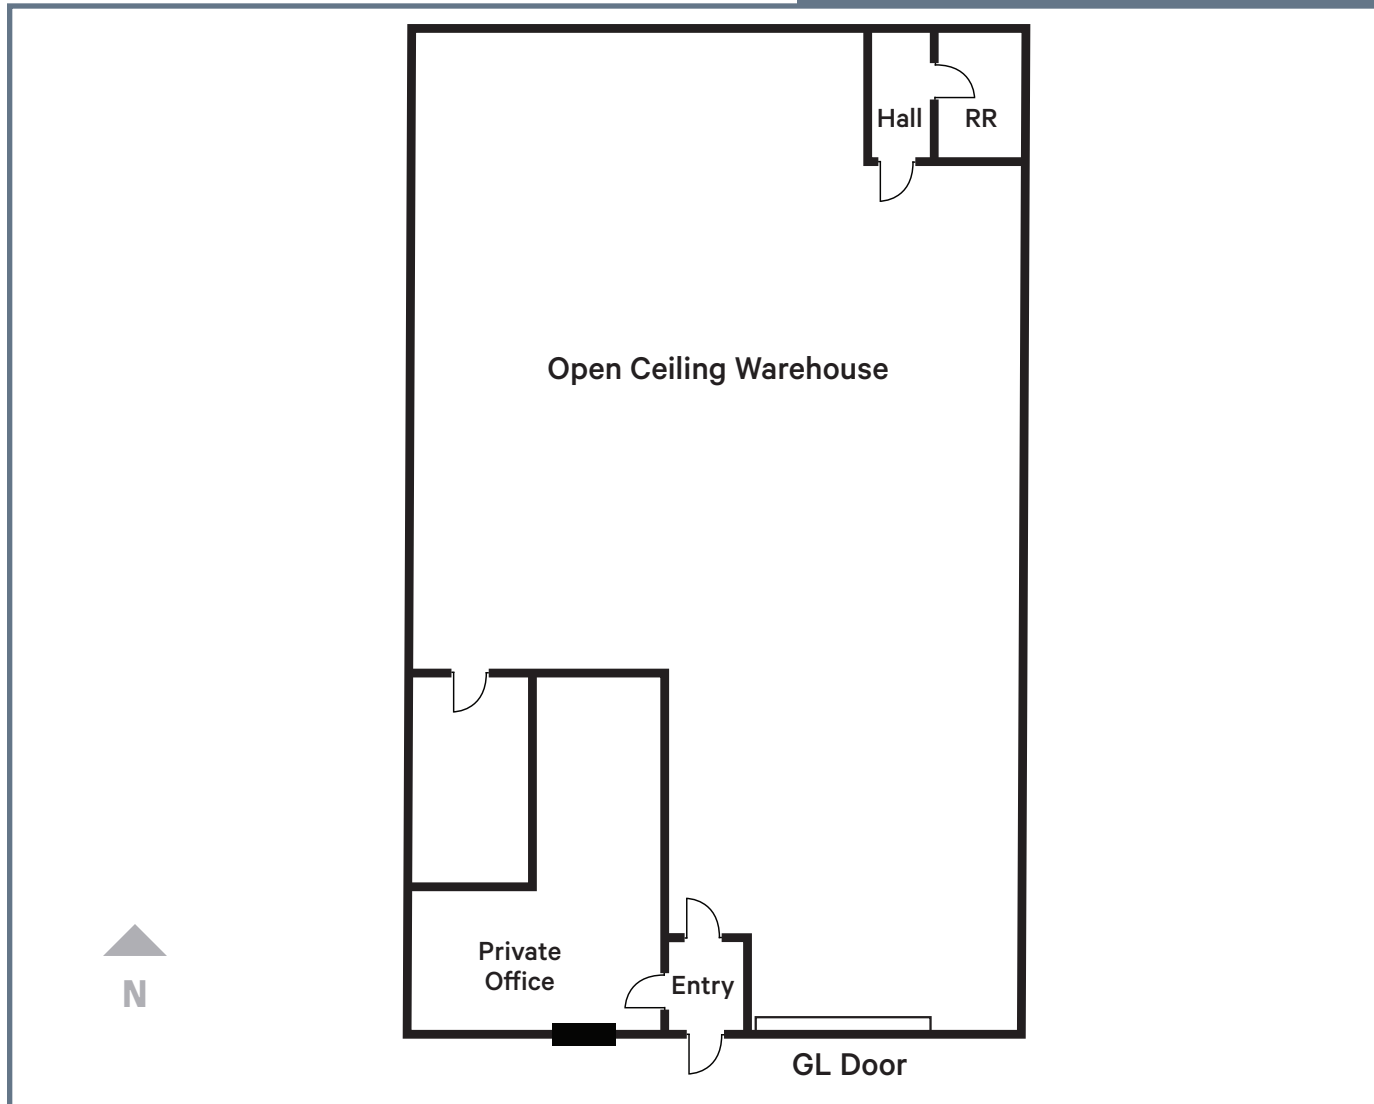 Hall RR
Open Ceiling Warehouse
Private
Office
Entry
N
GL Door